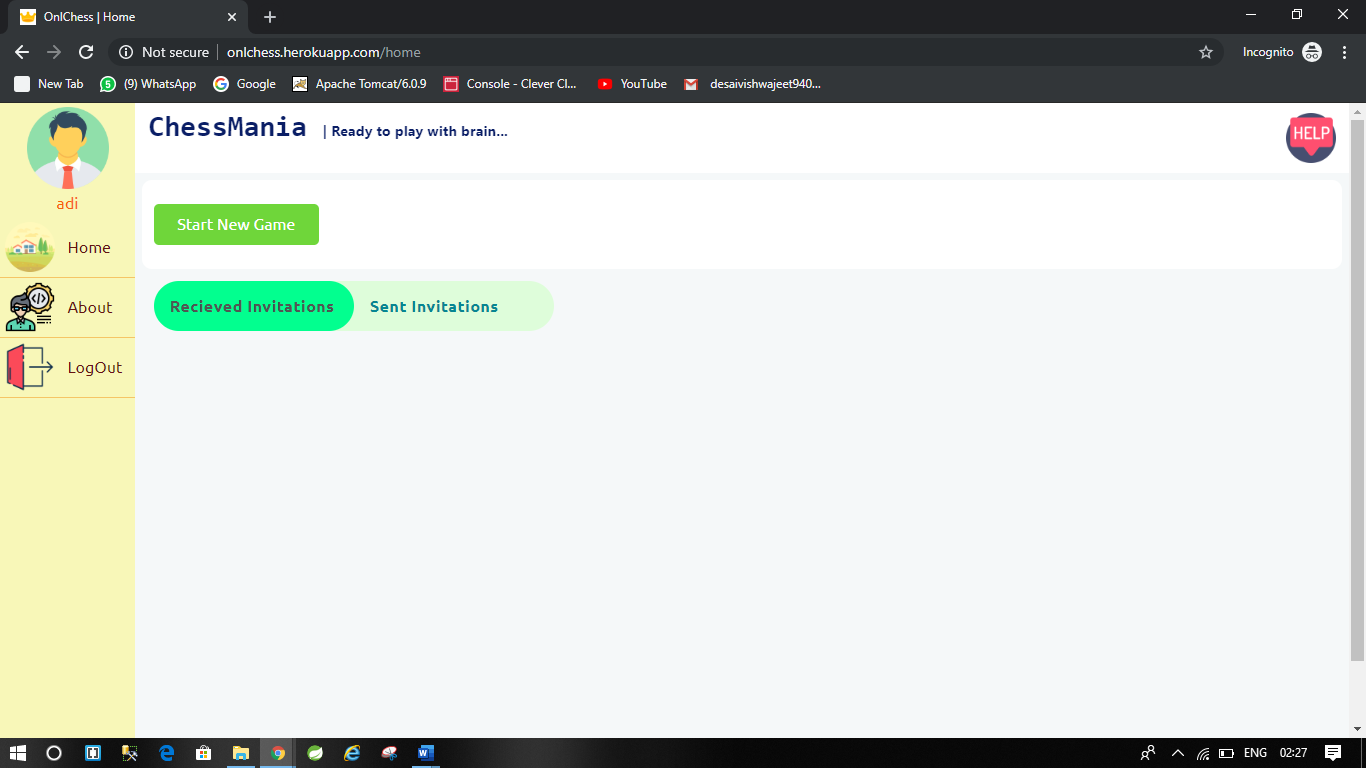 OnlChess | Home
Not secure | onlchess.herokuapp.com/home
Incognito
New Tab
5
(9) WhatsApp
Google
Apache Tomcat/6.0.9
Console - Clever Cl...
YouTube
desaivishwajeet940...
ChessMania | Ready to play with brain...
HELP
adi
Start New Game
Home
Recieved Invitations
Sent Invitations
About
LogOut
ENG
02:27